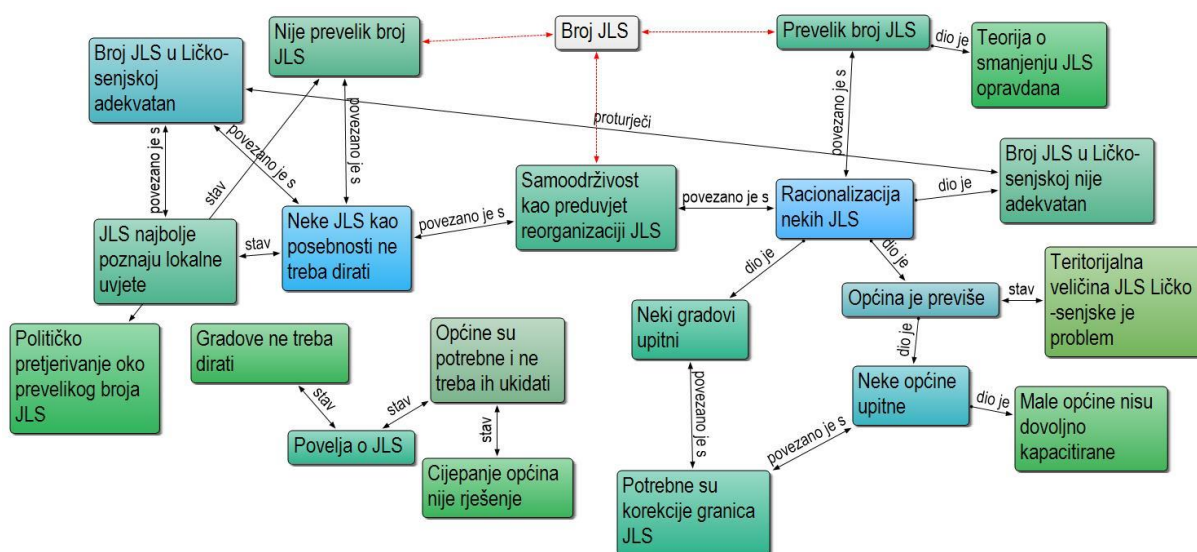 Nije prevelik broj
JLS
Broj JLS
Prevelik broj JLS
dio je
Teorija o
smanjenju JLS
opravdana
Broj JLS u Ličko-
senjskoj
adekvatan
povezano je s
povezano je s
stav
povezano je s
proturječi
povezano je s
Broj JLS u Ličko-
senjskoj nije
adekvatan
dio je
JLS najbolje
poznaju lokalne
uvjete
stav
Neke JLS kao
posebnosti ne
treba dirati
povezano je s
Samoodrživost
kao preduvjet
reorganizaciji JLS
povezano je s
Racionalizacija
nekih JLS
dio je
dio je
Političko
pretjerivanje oko
prevelikog broja
JLS
Gradove ne treba
dirati
Općine su
potrebne i ne
treba ih ukidati
Neki gradovi
upitni
Općina je previše
stav
Teritorijalna
veličina JLS Ličko
-senjske je
problem
dio je
stav
stav
Povelja o JLS
stav
Cijepanje općina
nije rješenje
povezano je s
Neke općine
upitne
dio je
Male općine nisu
dovoljno
kapacitirane
povezano je s
Potrebne su
korekcije granica
JLS